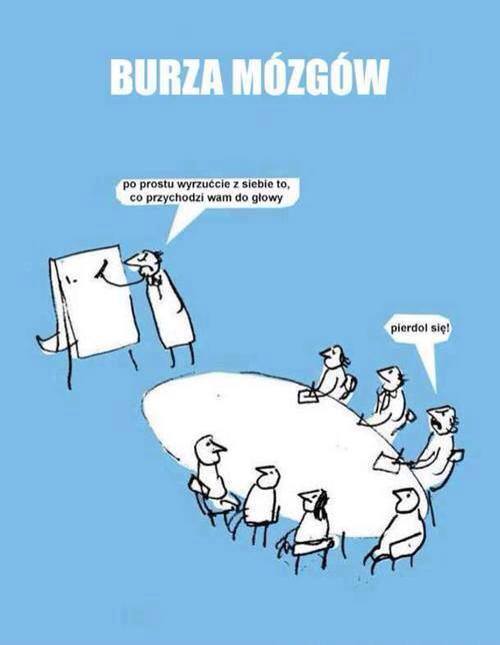 BURZA MÓZGÓW
po prostu wyrzućcie z siebie to,
co przychodzi wam do głowy
pierdol się!